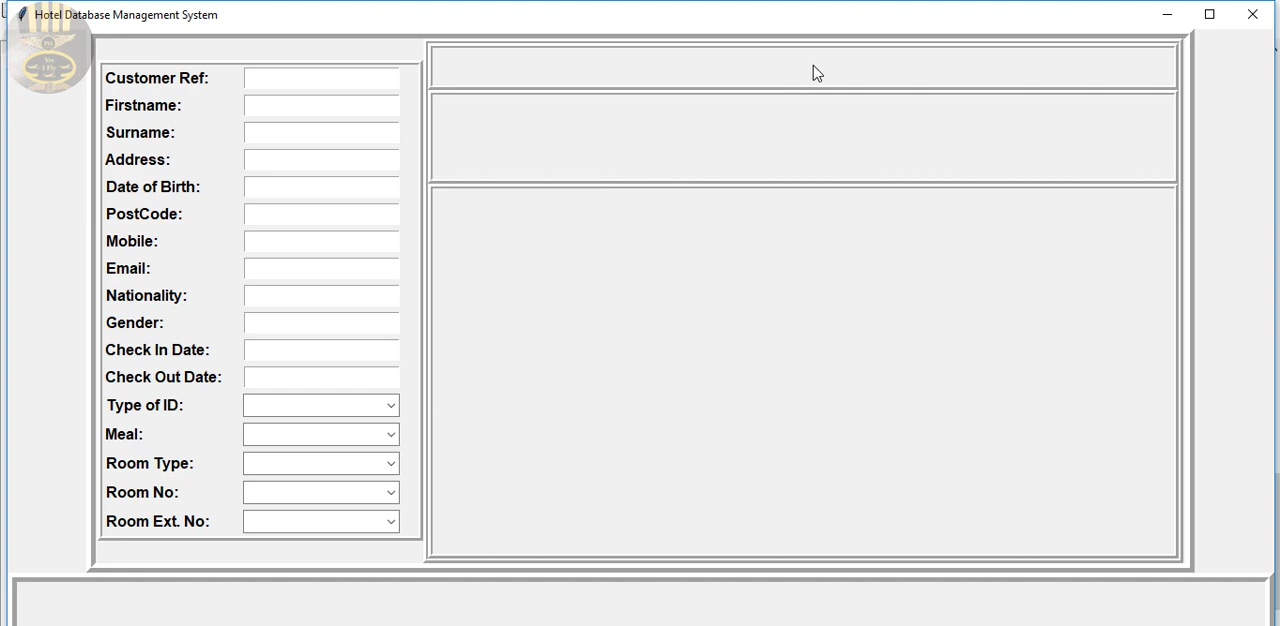 Hotel Database Management System
Customer Ref:
Firstname:
Surname:
Address:
Date of Birth:
PostCode:
Mobile:
Email:
Nationality:
Gender:
Check In Date:
Check Out Date:
Type of ID:
Meal:
Room Type:
Room No:
Room Ext. No: